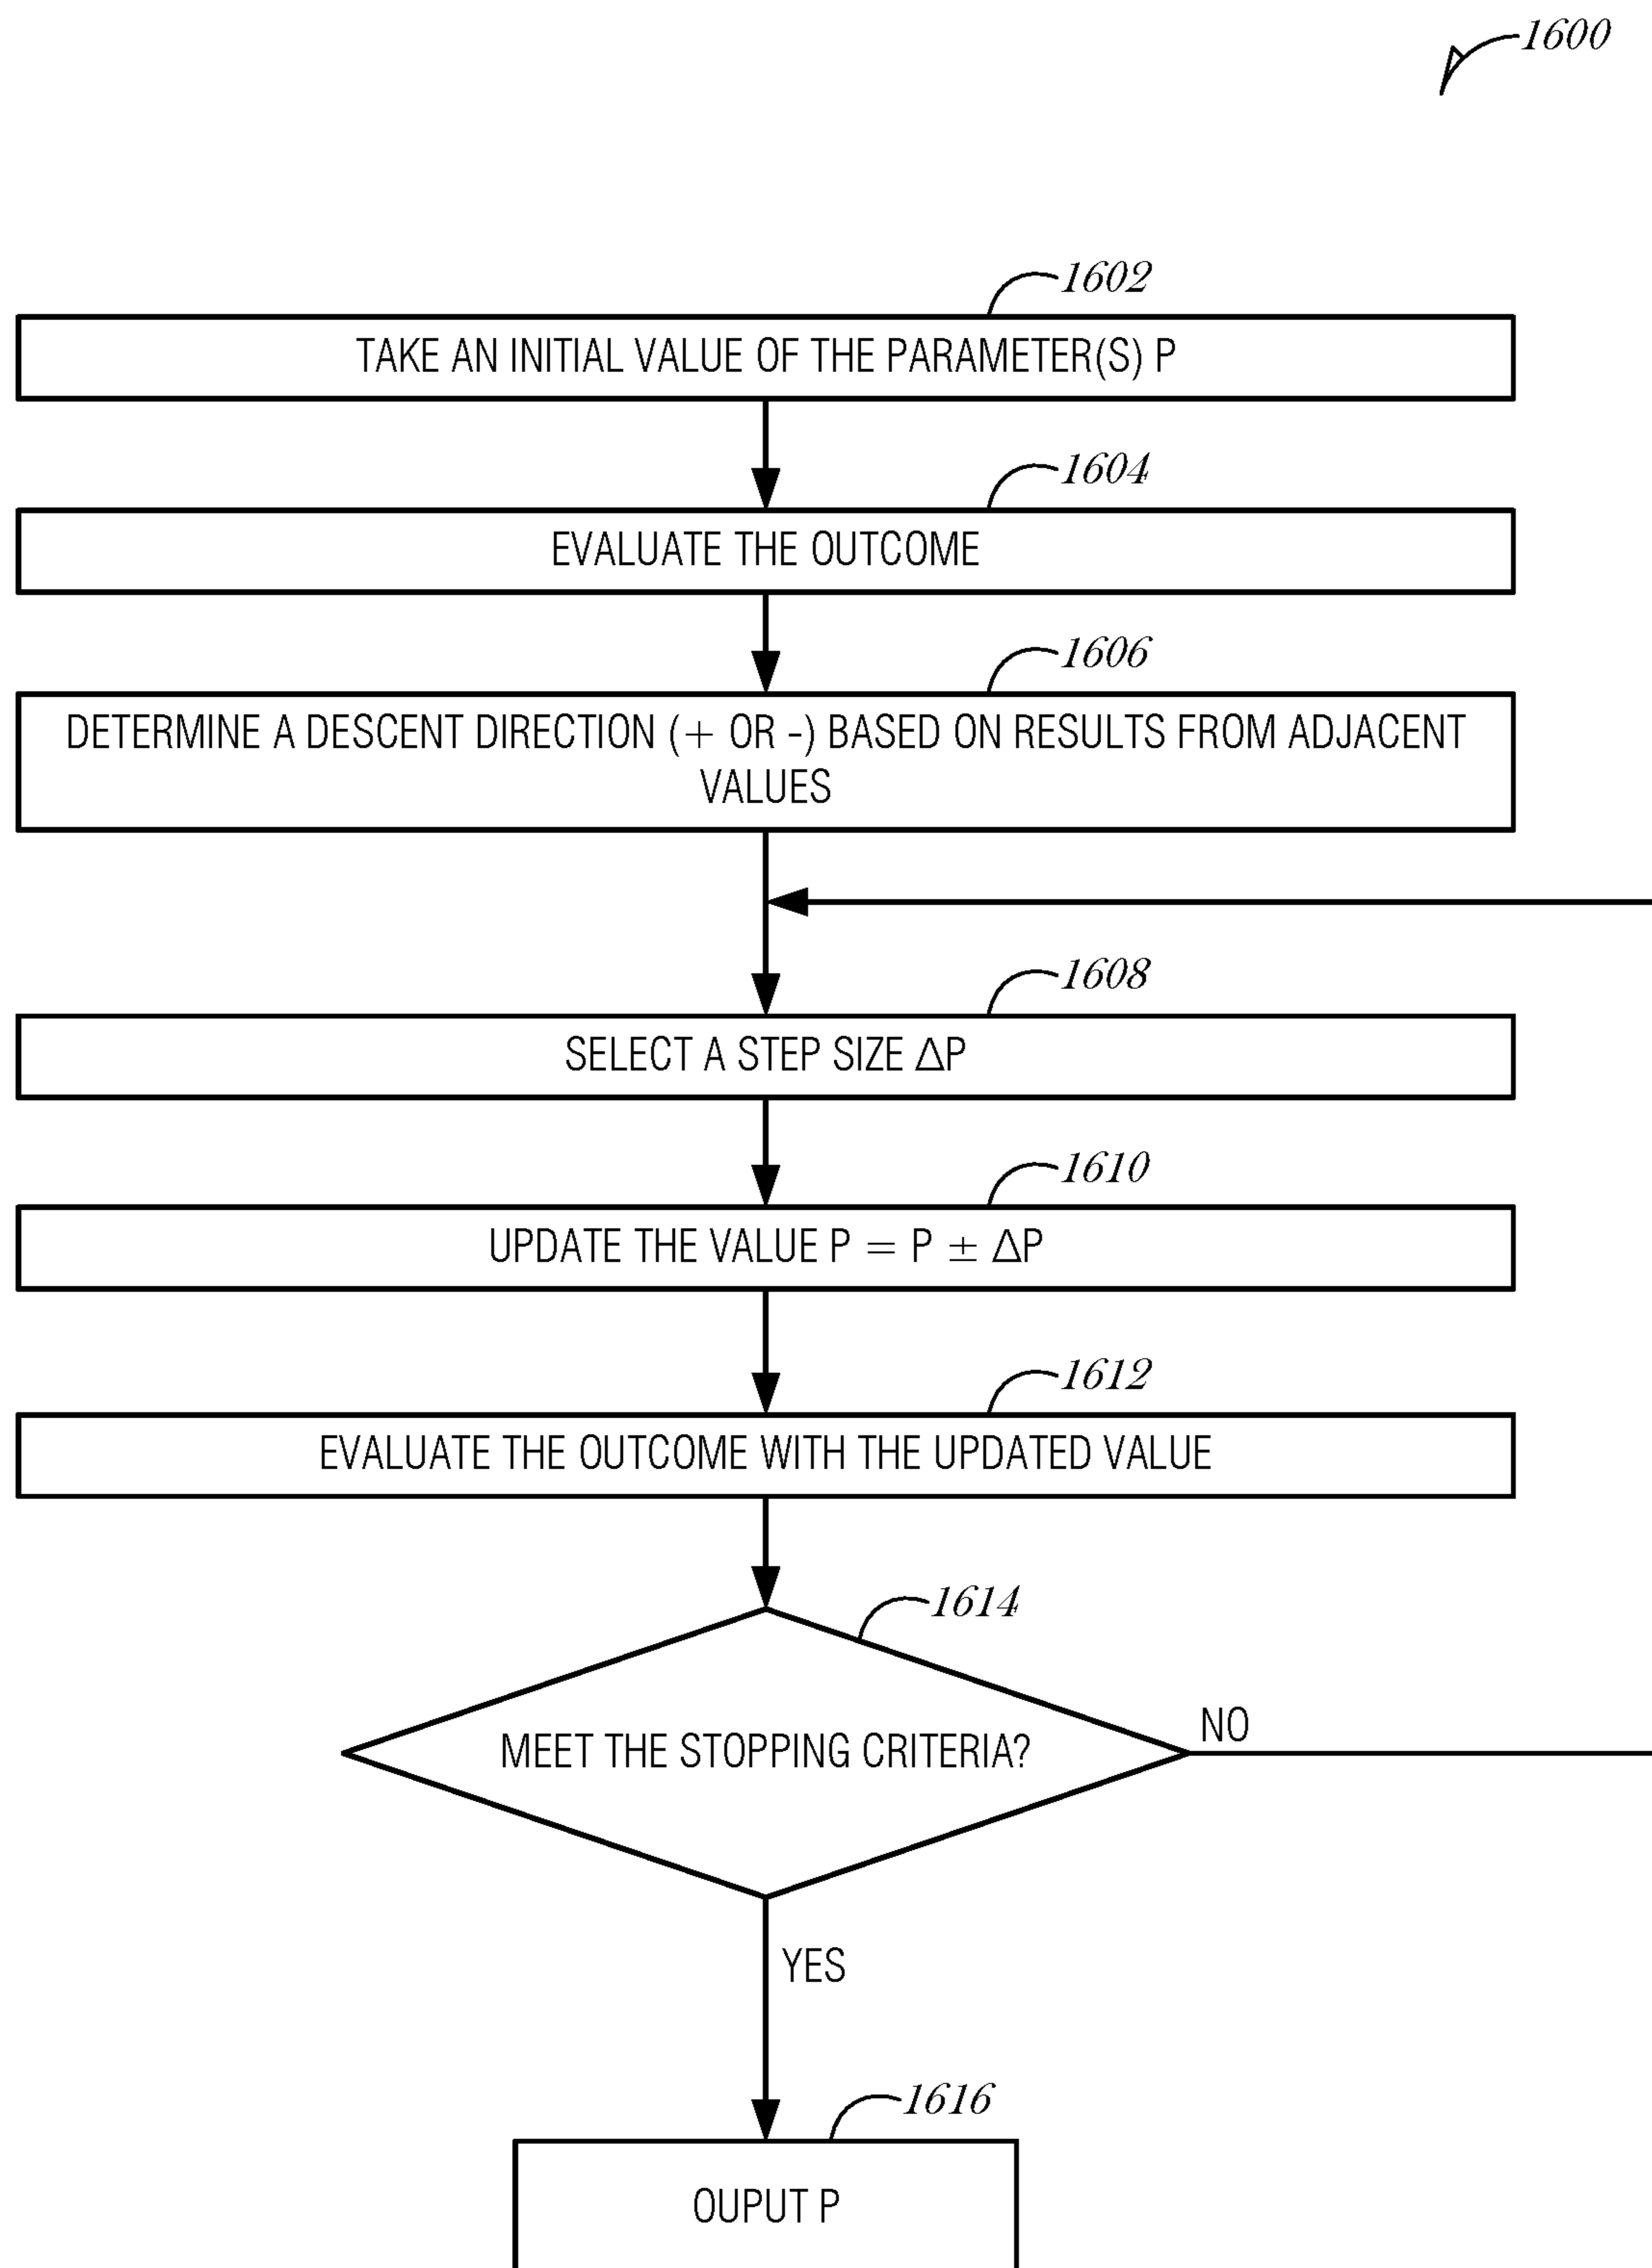 1600
1602
TAKE AN INITIAL VALUE OF THE PARAMETER(S) P
1604
EVALUATE THE OUTCOME
1606
DETERMINE A DESCENT DIRECTION (+ OR -) BASED ON RESULTS FROM ADJACENT
VALUES
1608
SELECT A STEP SIZE ΔP
1610
UPDATE THE VALUE P = P ± ΔP
1612
EVALUATE THE OUTCOME WITH THE UPDATED VALUE
1614
MEET THE STOPPING CRITERIA?
NO
YES
1616
OUPUT P